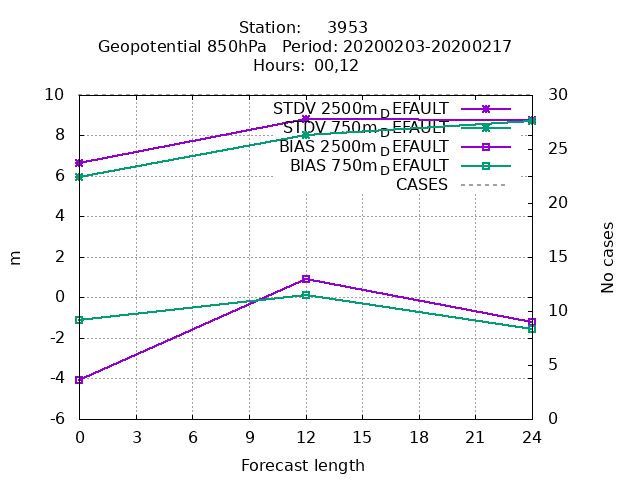 Station:     3953
Geopotential 850hPa   Period: 20200203-20200217
Hours: 00,12
STDV 2500m_DEFAULT
STDV 750m_DEFAULT
BIAS 2500m_DEFAULT
BIAS 750m_DEFAULT
CASES
10
8
6
4
2
0
-2
-4
-6
m
30
25
20
15
10
5
0
No cases
0 3 6 9 12 15 18 21 24
Forecast length